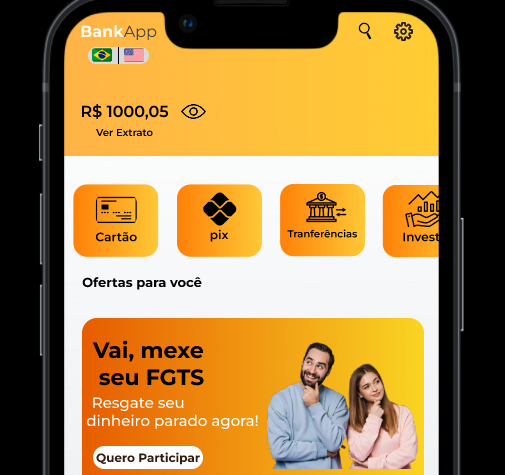 BankApp
R$ 1000,05
Ver Extrato
Cartão
pix
Tranferências
Invest
Ofertas para você
Vai, mexe
seu FGTS
Resgate seu
dinheiro parado agora!
Quero Participar